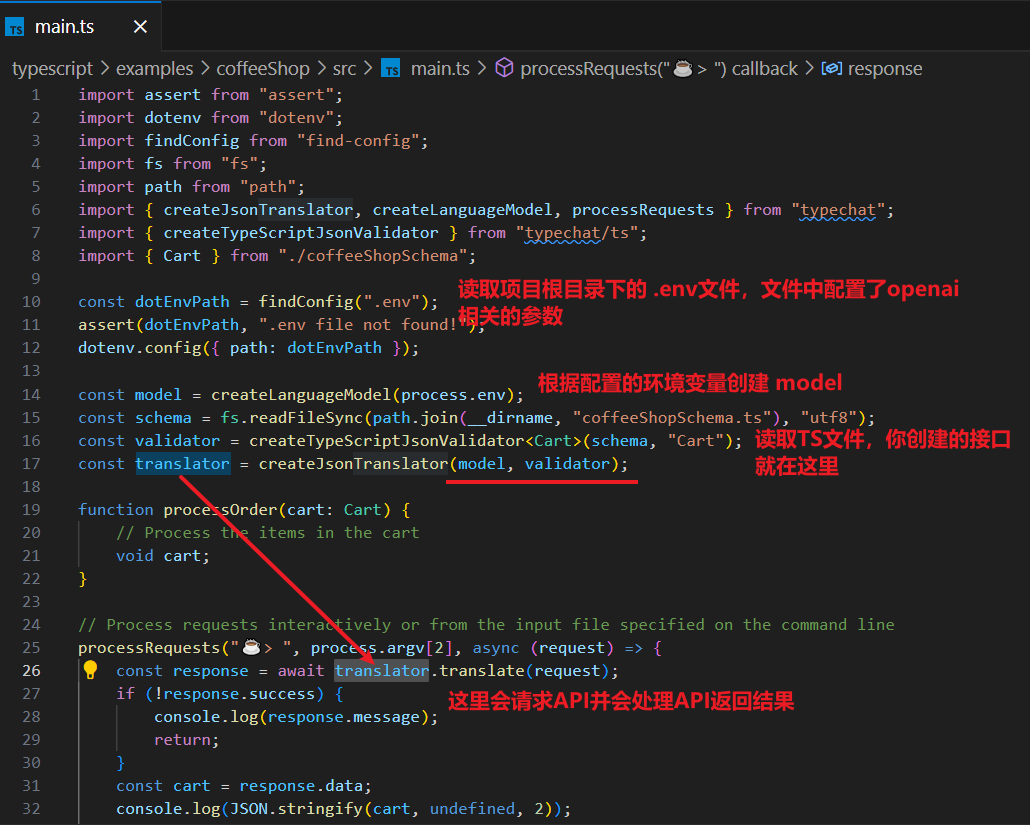 main.ts
typescript > examples > coffeeShop > src > main.ts > processRequests("☕> ") callback > response
1 import assert from "assert";
2 import dotenv from "dotenv";
3 import findConfig from "find-config";
4 import fs from "fs";
5 import path from "path";
6 import { createJsonTranslator, createLanguageModel, processRequests } from "typechat";
7 import { createTypeScriptJsonValidator } from "typechat/ts";
8 import { Cart } from "./coffeeShopSchema";
9
读取项目根目录下的 .env文件，文件中配置了openai
10 const dotEnvPath = findConfig(".env");
相关的参数
11 assert(dotEnvPath, ".env file not found!");
12 dotenv.config({ path: dotEnvPath });
13
根据配置的环境变量创建 model
14 const model = createLanguageModel(process.env);
15 const schema = fs.readFileSync(path.join(__dirname, "coffeeShopSchema.ts"), "utf8");
16 const validator = createTypeScriptJsonValidator<Cart>(schema, "Cart");
读取TS文件，你创建的接口
就在这里
17 const translator = createJsonTranslator(model, validator);
18
19 function processOrder(cart: Cart) {
20 // Process the items in the cart
21 void cart;
22 }
23
24 // Process requests interactively or from the input file specified on the command line
25 processRequests("☕> ", process.argv[2], async (request) => {
26 const response = await translator.translate(request);
27 if (!response.success) {
这里会请求API并会处理API返回结果
28 console.log(response.message);
29 return;
30 }
31 const cart = response.data;
32 console.log(JSON.stringify(cart, undefined, 2));